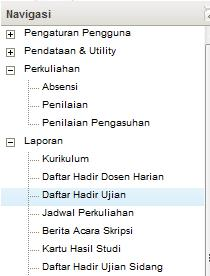 Navigasi
Pengaturan Pengguna
Pendataan & Utility
Perkuliahan
Absensi
Penilaian
Penilaian Pengasuhan
Laporan
Kurikulum
Daftar Hadir Dosen Harian
Daftar Hadir Ujian
Jadwal Perkuliahan
Berita Acara Skripsi
Kartu Hasil Studi
Daftar Hadir Ujian Sidang